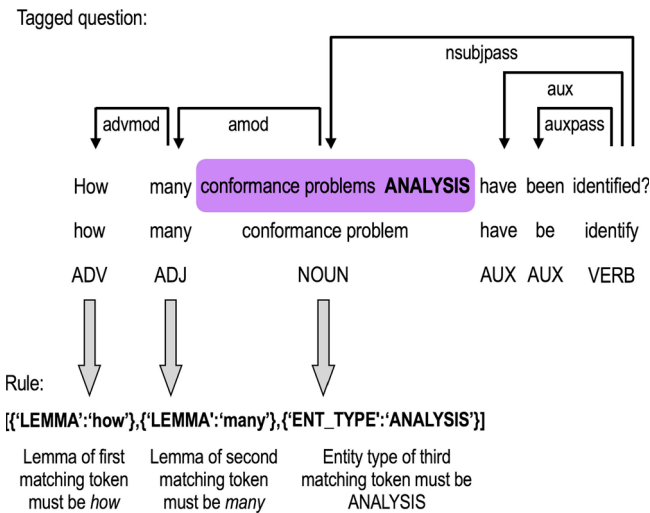 Tagged question:
nsubjpass
aux
advmod amod auxpass
How many conformance problems ANALYSIS have been identified?
how many conformance problem have be identify
ADV ADJ NOUN AUX AUX VERB
Rule:
[{‘LEMMA’:‘how’},{‘LEMMA':‘many’},{‘ENT_TYPE':‘ANALYSIS’}]
Lemma of first Lemma of second Entity type of third
matching token matching token matching token must be
must be how must be many ANALYSIS